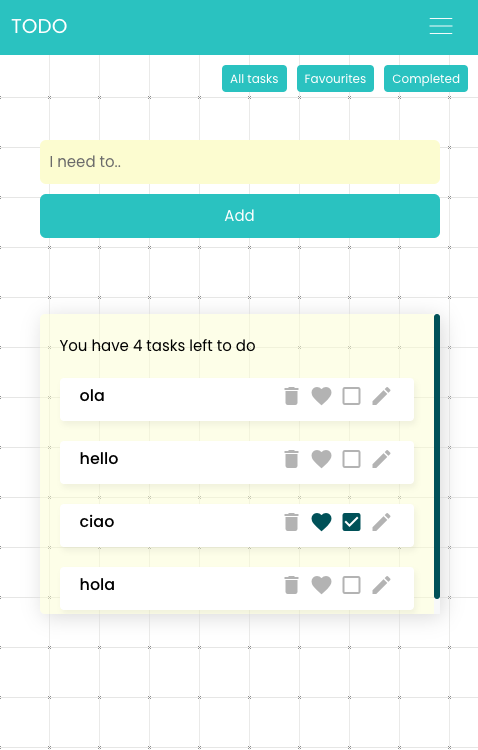 TODO
All tasks Favourites Completed
I need to..
Add
You have 4 tasks left to do
ola
hello
ciao
hola